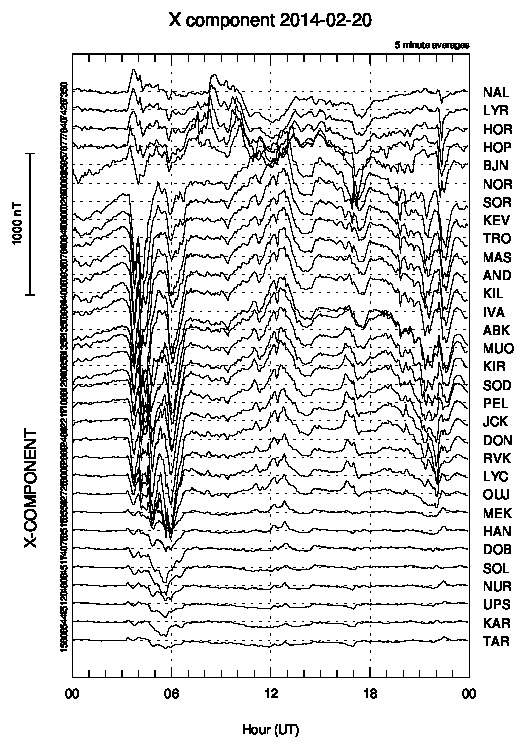 X component 2014-02-20
5 minute averages
NAL
LYR
HOR
HOP
BJN
NOR
SOR
KEV
TRO
MAS
AND
KIL
IVA
ABK
MUO
KIR
SOD
PEL
JCK
DON
RVK
LYC
OUJ
MEK
HAN
DOB
SOL
NUR
UPS
KAR
TAR
1000 nT
X-COMPONENT
00 06 12 18 00
Hour (UT)